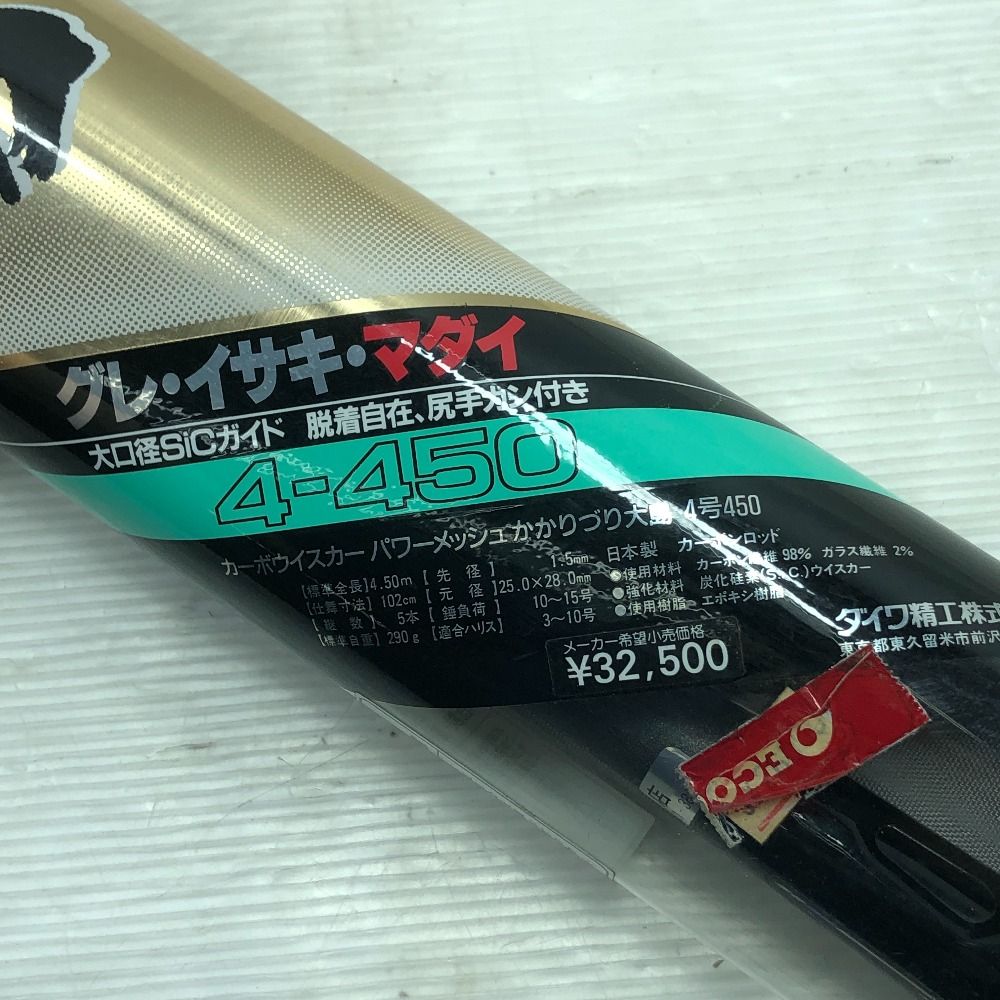 グレ・イサキ・マダイ
大口径SiCガイド 脱着自在、尻手カン付き
4-450
カーボウイスカー パワーメッシュかかりづり大島 4号450
【標準全長】4.50m 【先径】 1.5mm 日本製 カーボンロッド
【仕舞寸法】102cm 【元径】25.0×28.0mm ●使用材料 カーボン繊維 98% ガラス繊維 2%
【継数】 5本 【錘負荷】 10〜15号 ●強化材料 炭化硅素(S.C.)ウイスカー
【標準自重】290g 【適合ハリス】 3〜10号 ●使用樹脂 エポキシ樹脂
ダイワ精工株式
東京都東久留米市前沢
メーカー希望小売価格
¥32,500
ECO